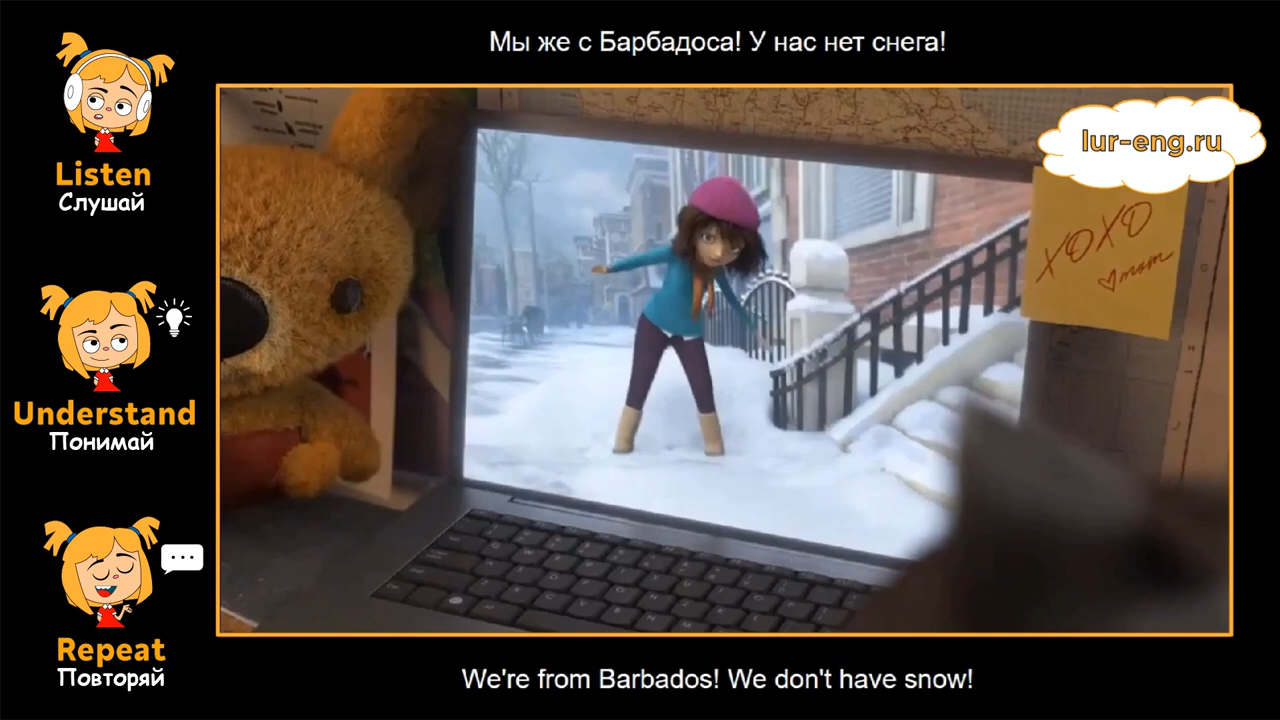 Мы же с Барбадоса! У нас нет снега!
lur-eng.ru
XOXO
♡ mom
Listen
Слушай
Understand
Понимай
Repeat
Повторяй
We're from Barbados! We don't have snow!